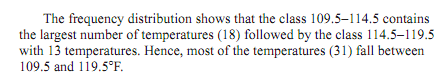 The frequency distribution shows that the class 109.5–114.5 contains
the largest number of temperatures (18) followed by the class 114.5–119.5
with 13 temperatures. Hence, most of the temperatures (31) fall between
109.5 and 119.5°F.